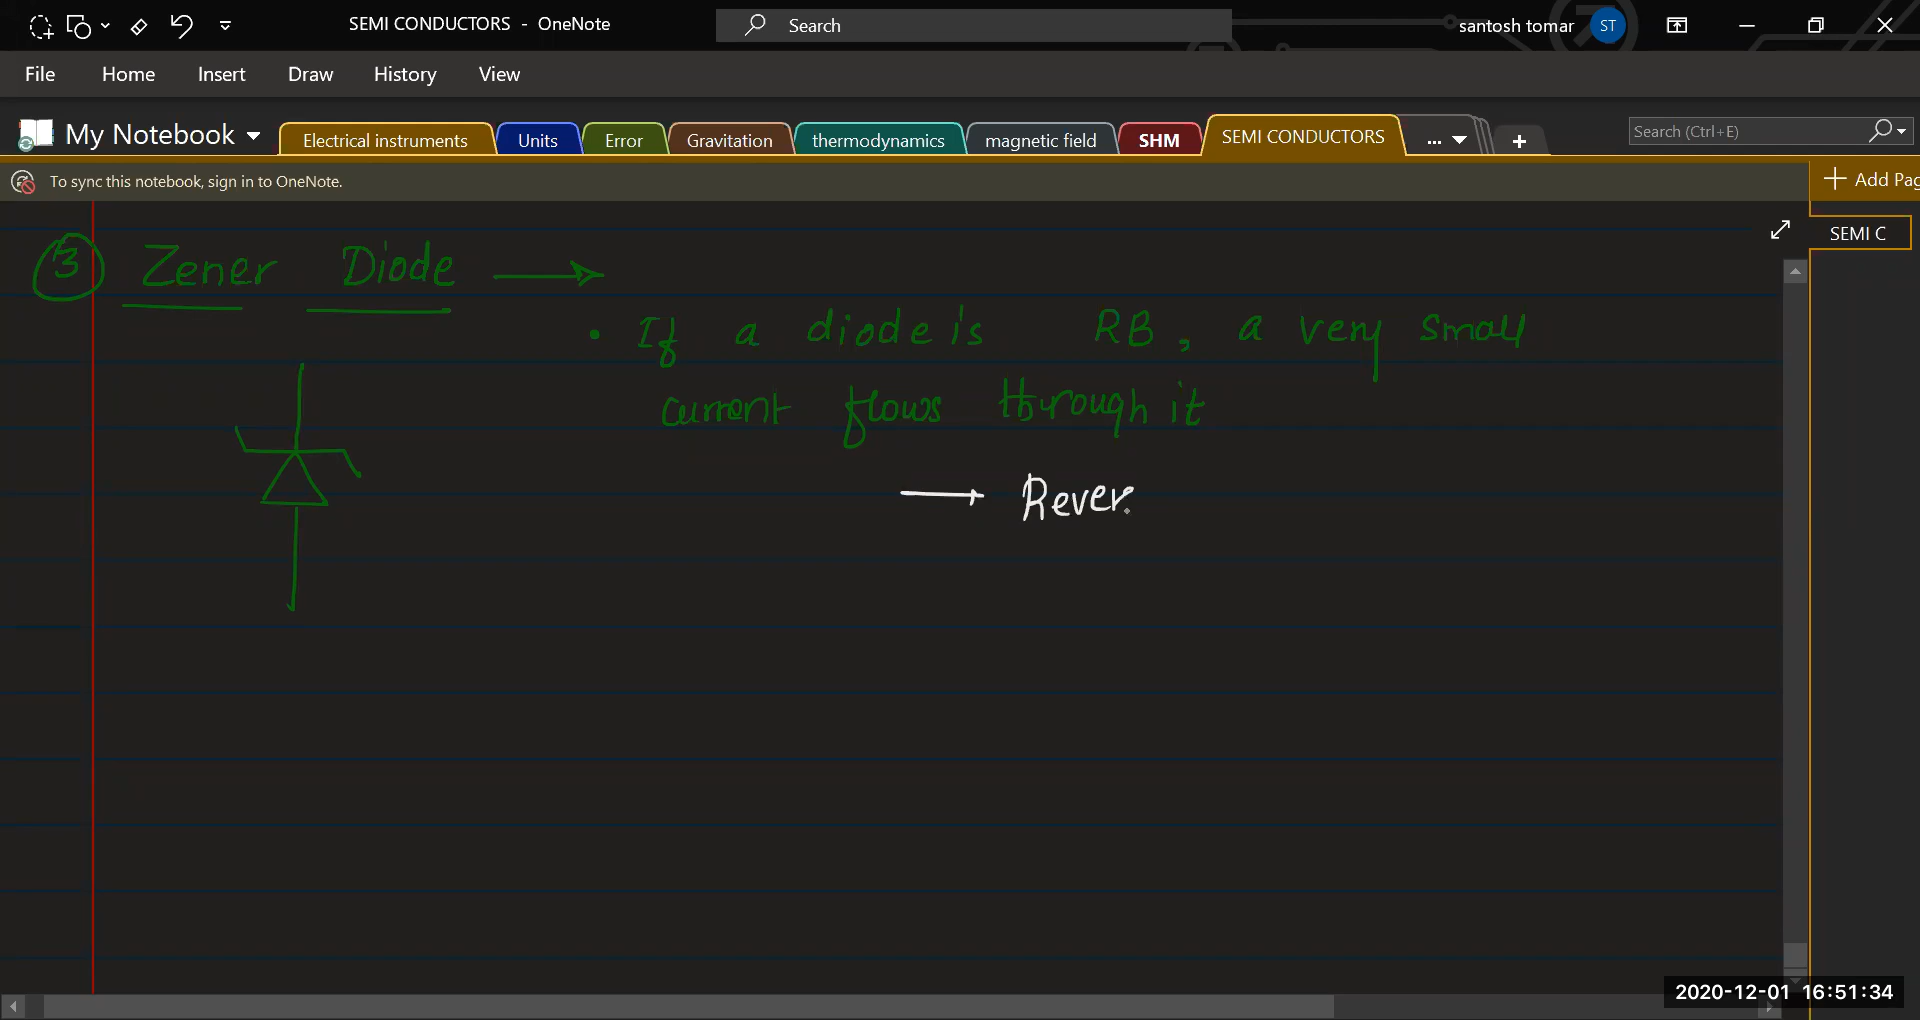 SEMI CONDUCTORS - OneNote
Search
santosh tomar ST
File Home Insert Draw History View
My Notebook Electrical instruments Units Error Gravitation thermodynamics magnetic field SHM SEMI CONDUCTORS ... +
Search (Ctrl+E)
To sync this notebook, sign in to OneNote.
+ Add Pag
SEMI C
3 Zener Diode →
• If a diode is RB, a very small
current flows through it
→ Rever
2020-12-01 16:51:34